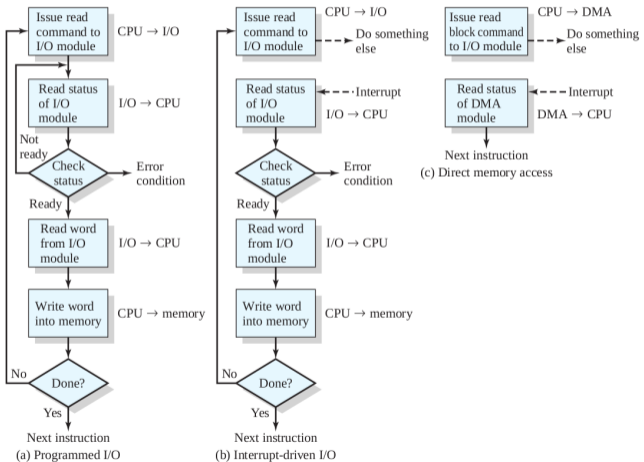 Issue read
command to
I/O module
CPU → I/O
Read status
of I/O
module
I/O → CPU
Not
ready
Check
status
Error
condition
Ready
Read word
from I/O
module
I/O → CPU
Write word
into memory
CPU → memory
No
Done?
Yes
Next instruction
(a) Programmed I/O
Issue read
command to
I/O module
CPU → I/O
Do something
else
Read status
of I/O
module
Interrupt
I/O → CPU
Check
status
Error
condition
Ready
Read word
from I/O
module
I/O → CPU
Write word
into memory
CPU → memory
No
Done?
Yes
Next instruction
(b) Interrupt-driven I/O
Issue read
block command
to I/O module
CPU → DMA
Do something
else
Read status
of DMA
module
Interrupt
DMA → CPU
Next instruction
(c) Direct memory access